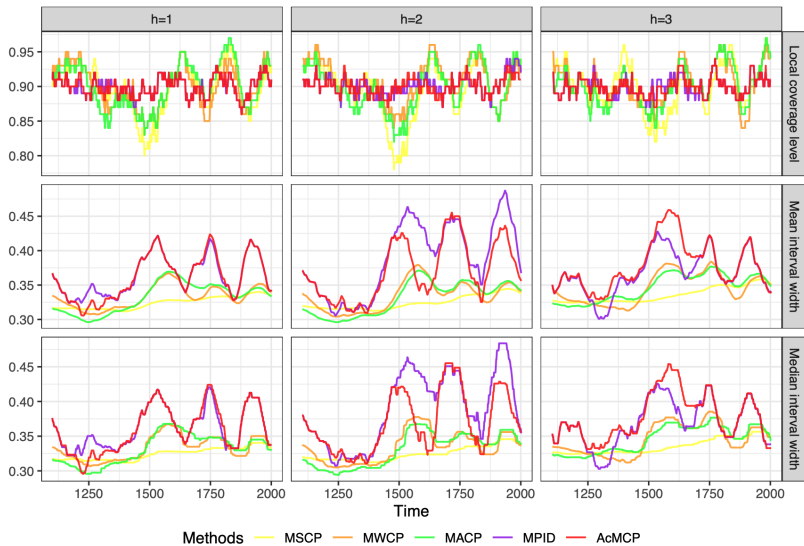 h=1 h=2 h=3
0.95
0.90
0.85
0.80
Local coverage level
0.45
0.40
0.35
0.30
Mean interval width
0.45
0.40
0.35
0.30
Median interval width
1250 1500 1750 2000 1250 1500 1750 2000 1250 1500 1750 2000
Time
Methods MSCP MWCP MACP MPID AcMCP